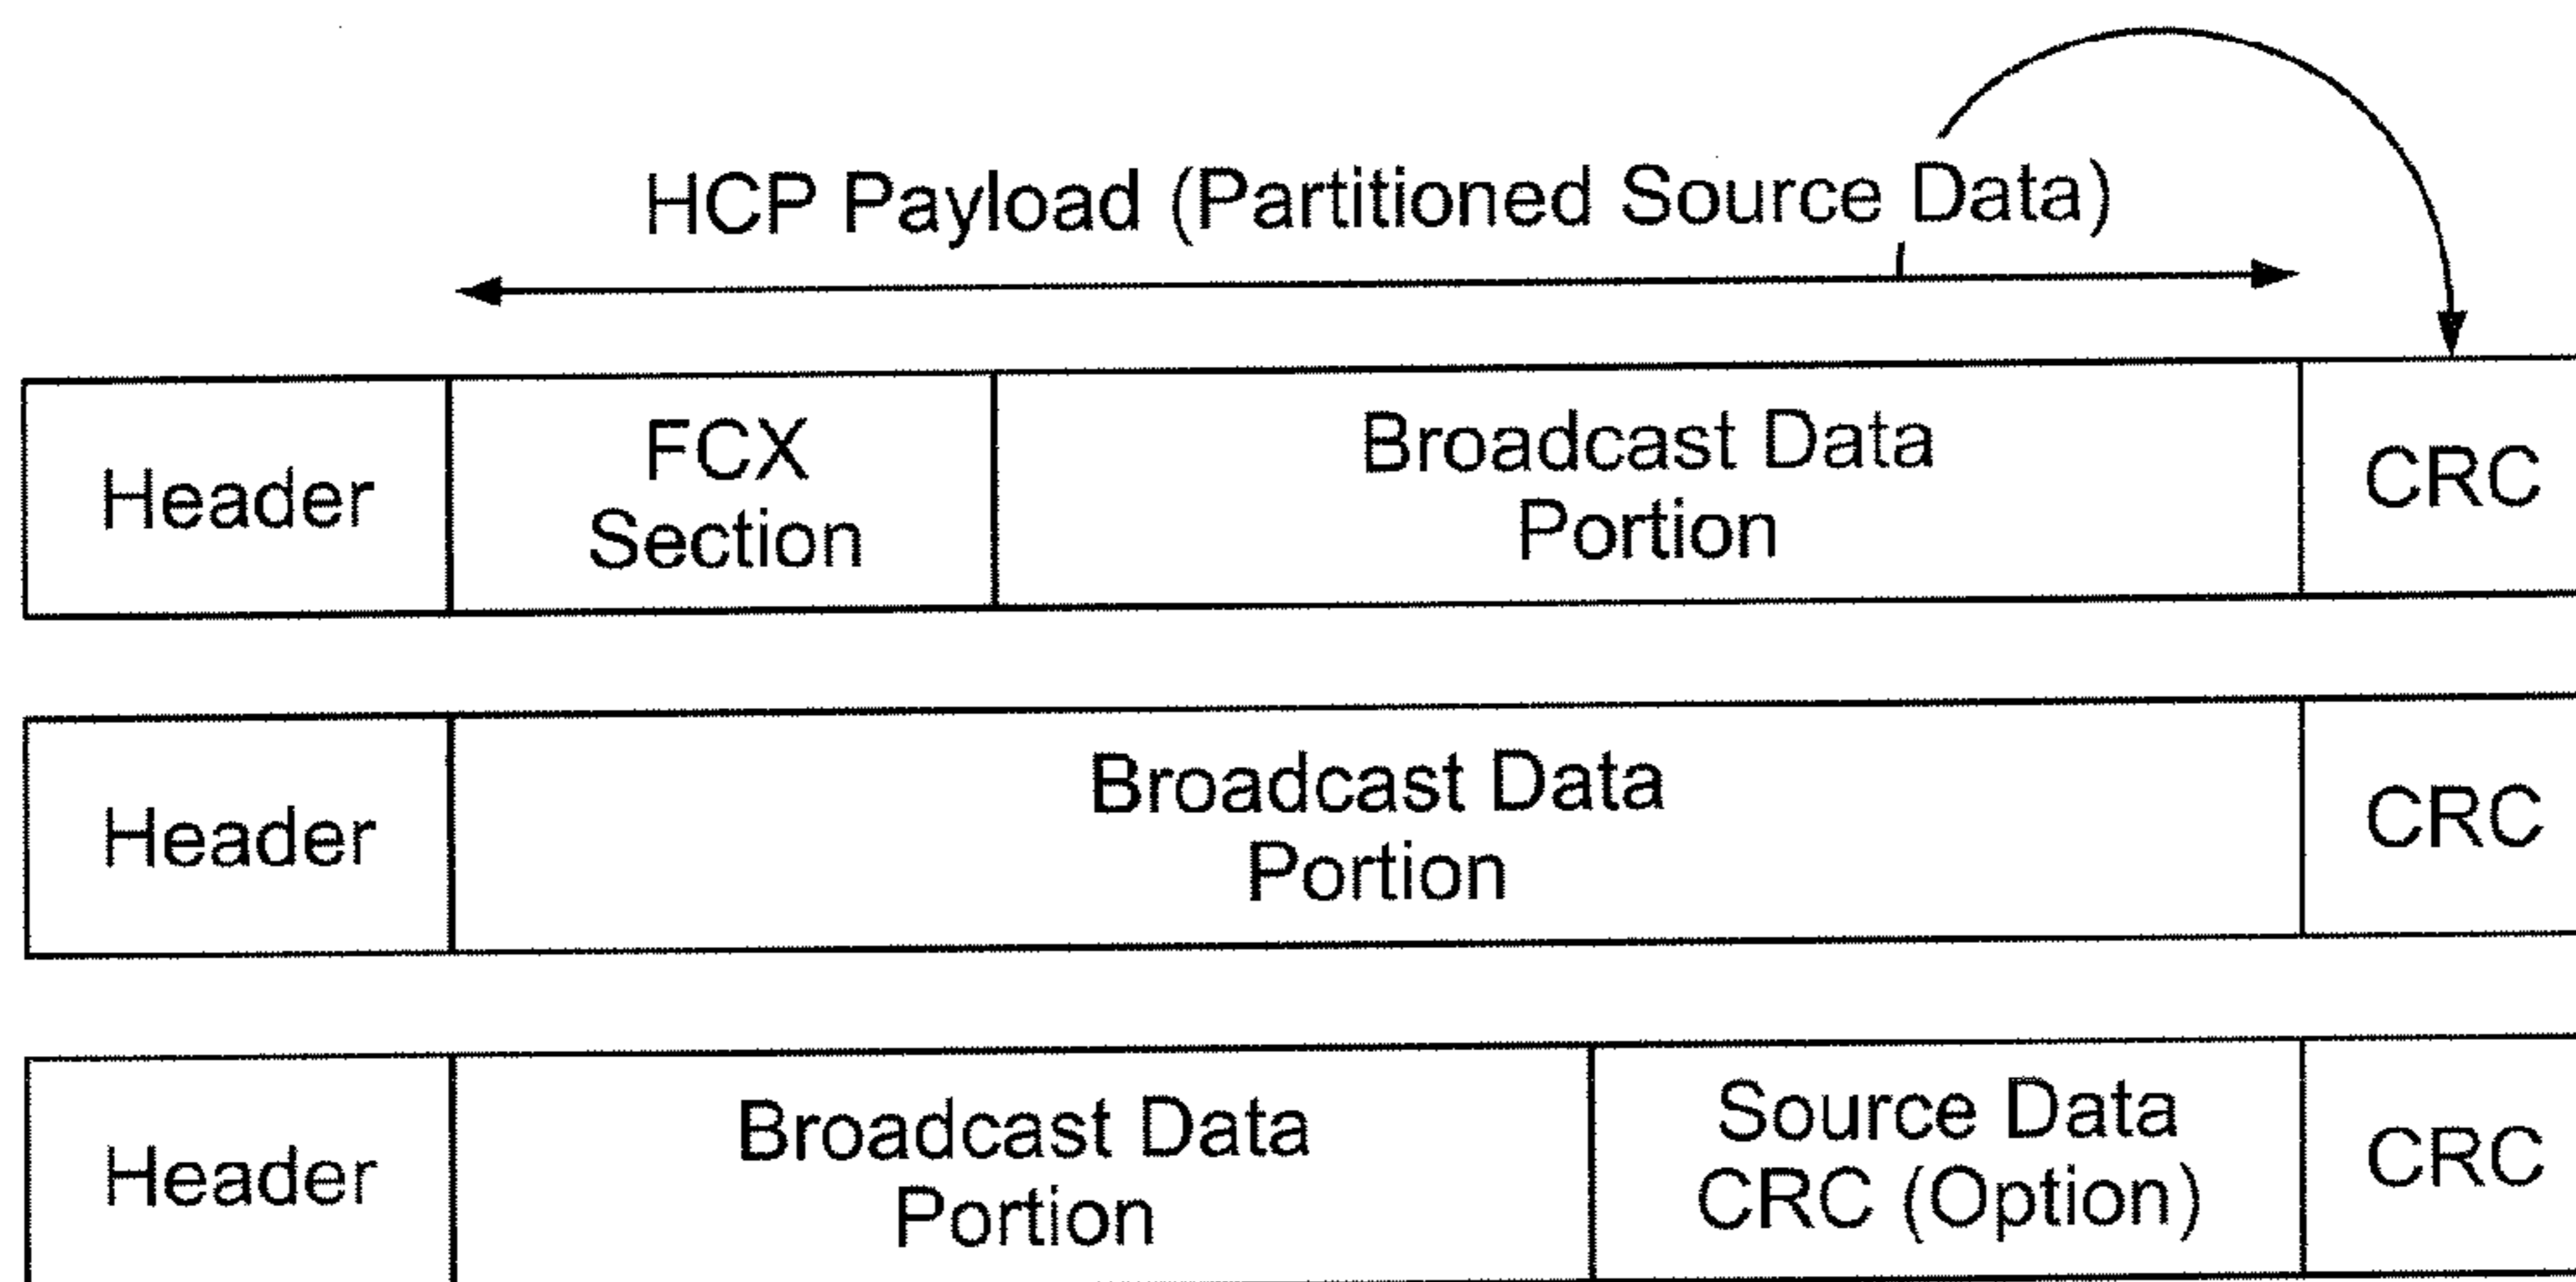 HCP Payload (Partitioned Source Data)
Header
FCX
Section
Broadcast Data
Portion
CRC
Header
Broadcast Data
Portion
CRC
Header
Broadcast Data
Portion
Source Data
CRC (Option)
CRC